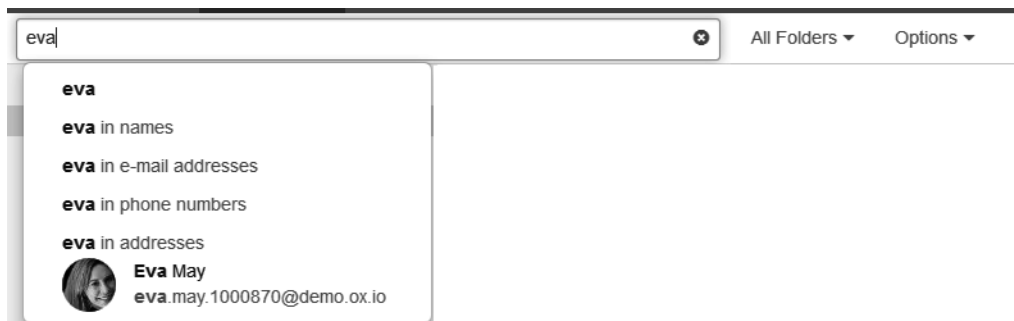 eva
All Folders
Options
eva
eva in names
eva in e-mail addresses
eva in phone numbers
eva in addresses
Eva May
eva.may.1000870@demo.ox.io